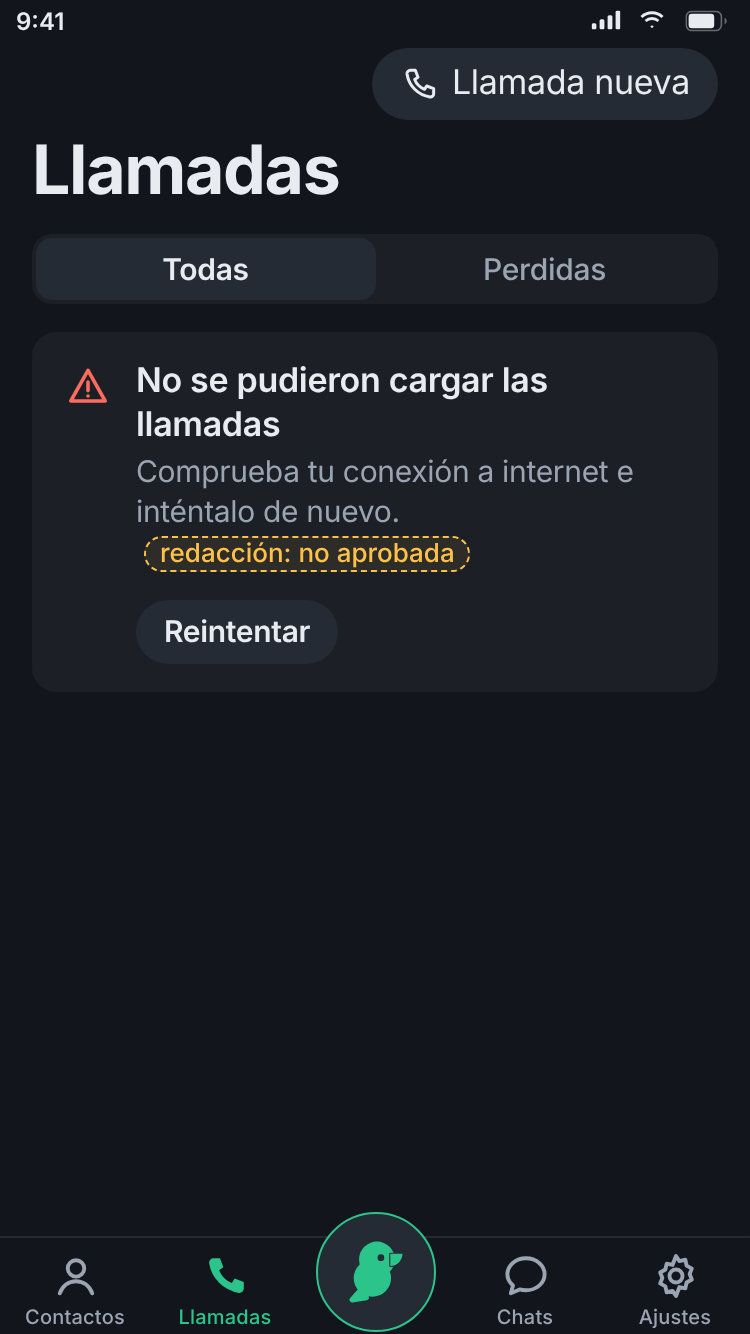 9:41
Llamada nueva
Llamadas
Todas
Perdidas
No se pudieron cargar las
llamadas
Comprueba tu conexión a internet e
inténtalo de nuevo.
redacción: no aprobada
Reintentar
Contactos
Llamadas
Chats
Ajustes